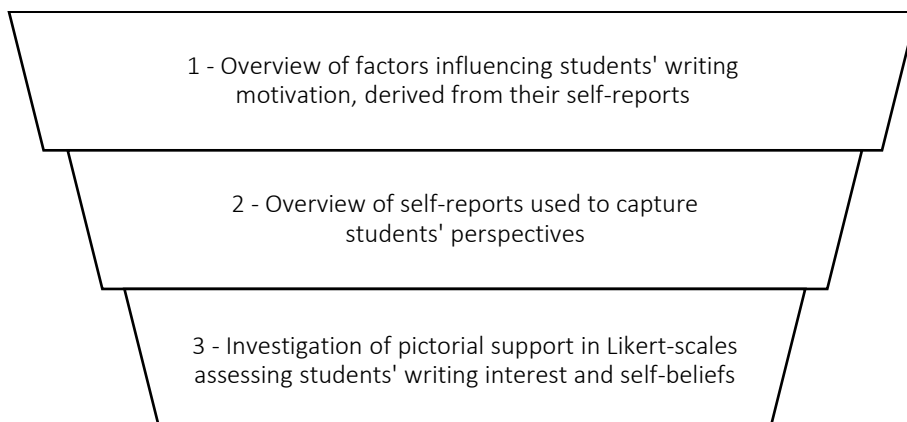 1 - Overview of factors influencing students' writing
motivation, derived from their self-reports
2 - Overview of self-reports used to capture
students' perspectives
3 - Investigation of pictorial support in Likert-scales
assessing students' writing interest and self-beliefs